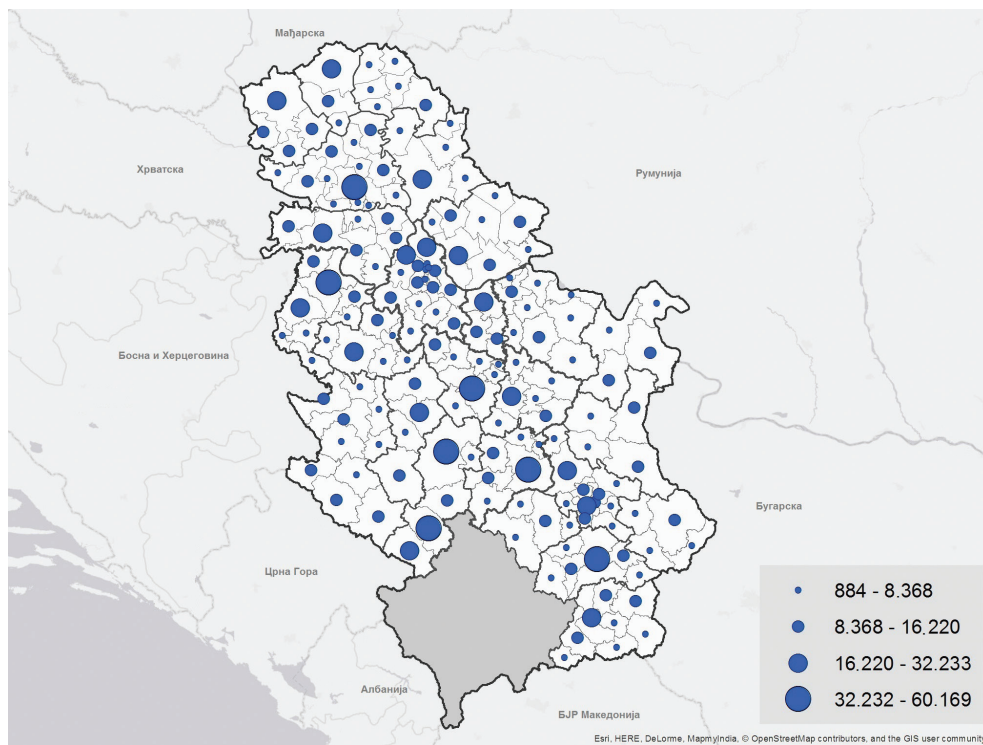 Мађарска
Хрватска
Румунија
Босна и Херцеговина
Бугарска
Црна Гора
Албанија
БЈР Македонија
884 - 8.368
8.368 - 16.220
16.220 - 32.233
32.232 - 60.169
Esri, HERE, DeLorme, MapmyIndia, © OpenStreetMap contributors, and the GIS user community